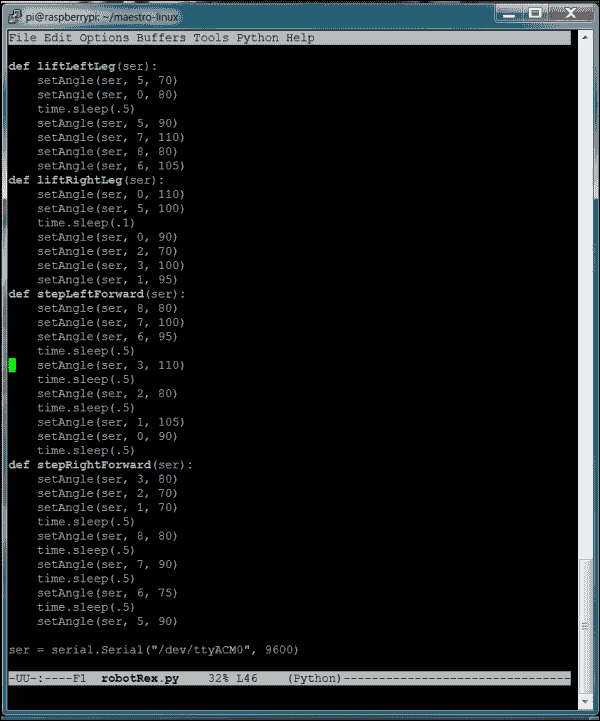 pi@raspberrypi: ~/maestro-linux
File Edit Options Buffers Tools Python Help
def liftLeftLeg(ser):
    setAngle(ser, 5, 70)
    setAngle(ser, 0, 80)
    time.sleep(.5)
    setAngle(ser, 5, 90)
    setAngle(ser, 7, 110)
    setAngle(ser, 8, 80)
    setAngle(ser, 6, 105)
def liftRightLeg(ser):
    setAngle(ser, 0, 110)
    setAngle(ser, 5, 100)
    time.sleep(.1)
    setAngle(ser, 0, 90)
    setAngle(ser, 2, 70)
    setAngle(ser, 3, 100)
    setAngle(ser, 1, 95)
def stepLeftForward(ser):
    setAngle(ser, 8, 80)
    setAngle(ser, 7, 100)
    setAngle(ser, 6, 95)
    time.sleep(.5)
    setAngle(ser, 3, 110)
    time.sleep(.5)
    setAngle(ser, 2, 80)
    time.sleep(.5)
    setAngle(ser, 1, 105)
    setAngle(ser, 0, 90)
    time.sleep(.5)
def stepRightForward(ser):
    setAngle(ser, 3, 80)
    setAngle(ser, 2, 70)
    setAngle(ser, 1, 70)
    time.sleep(.5)
    setAngle(ser, 8, 80)
    time.sleep(.5)
    setAngle(ser, 7, 90)
    time.sleep(.5)
    setAngle(ser, 6, 75)
    time.sleep(.5)
    setAngle(ser, 5, 90)
ser = serial.Serial("/dev/ttyACM0", 9600)
-UU-:----F1  robotRex.py    32% L46    (Python)--------------------------------